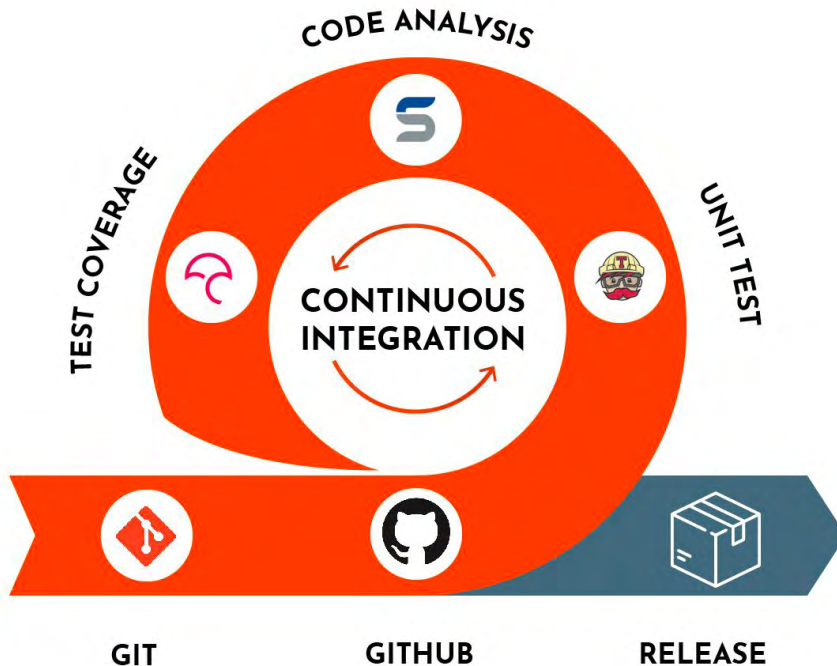 CODE ANALYSIS
TEST COVERAGE
UNIT TEST
CONTINUOUS
INTEGRATION
GIT
GITHUB
RELEASE